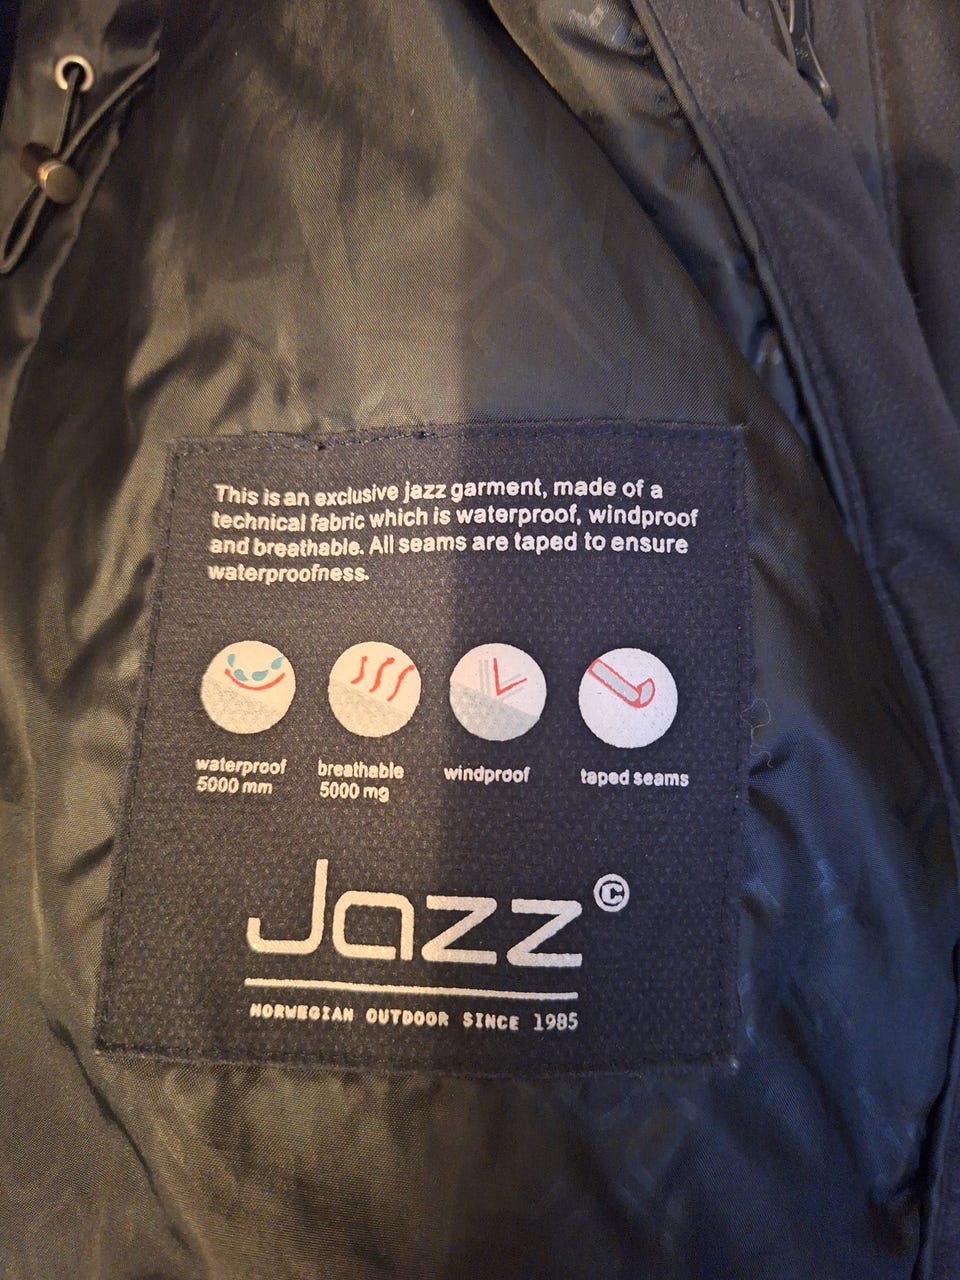 This is an exclusive jazz garment, made of a
technical fabric which is waterproof, windproof
and breathable. All seams are taped to ensure
waterproofness.
waterproof
5000 mm
breathable
5000 mg
windproof
taped seams
Jazz©
NORWEGIAN OUTDOOR SINCE 1985